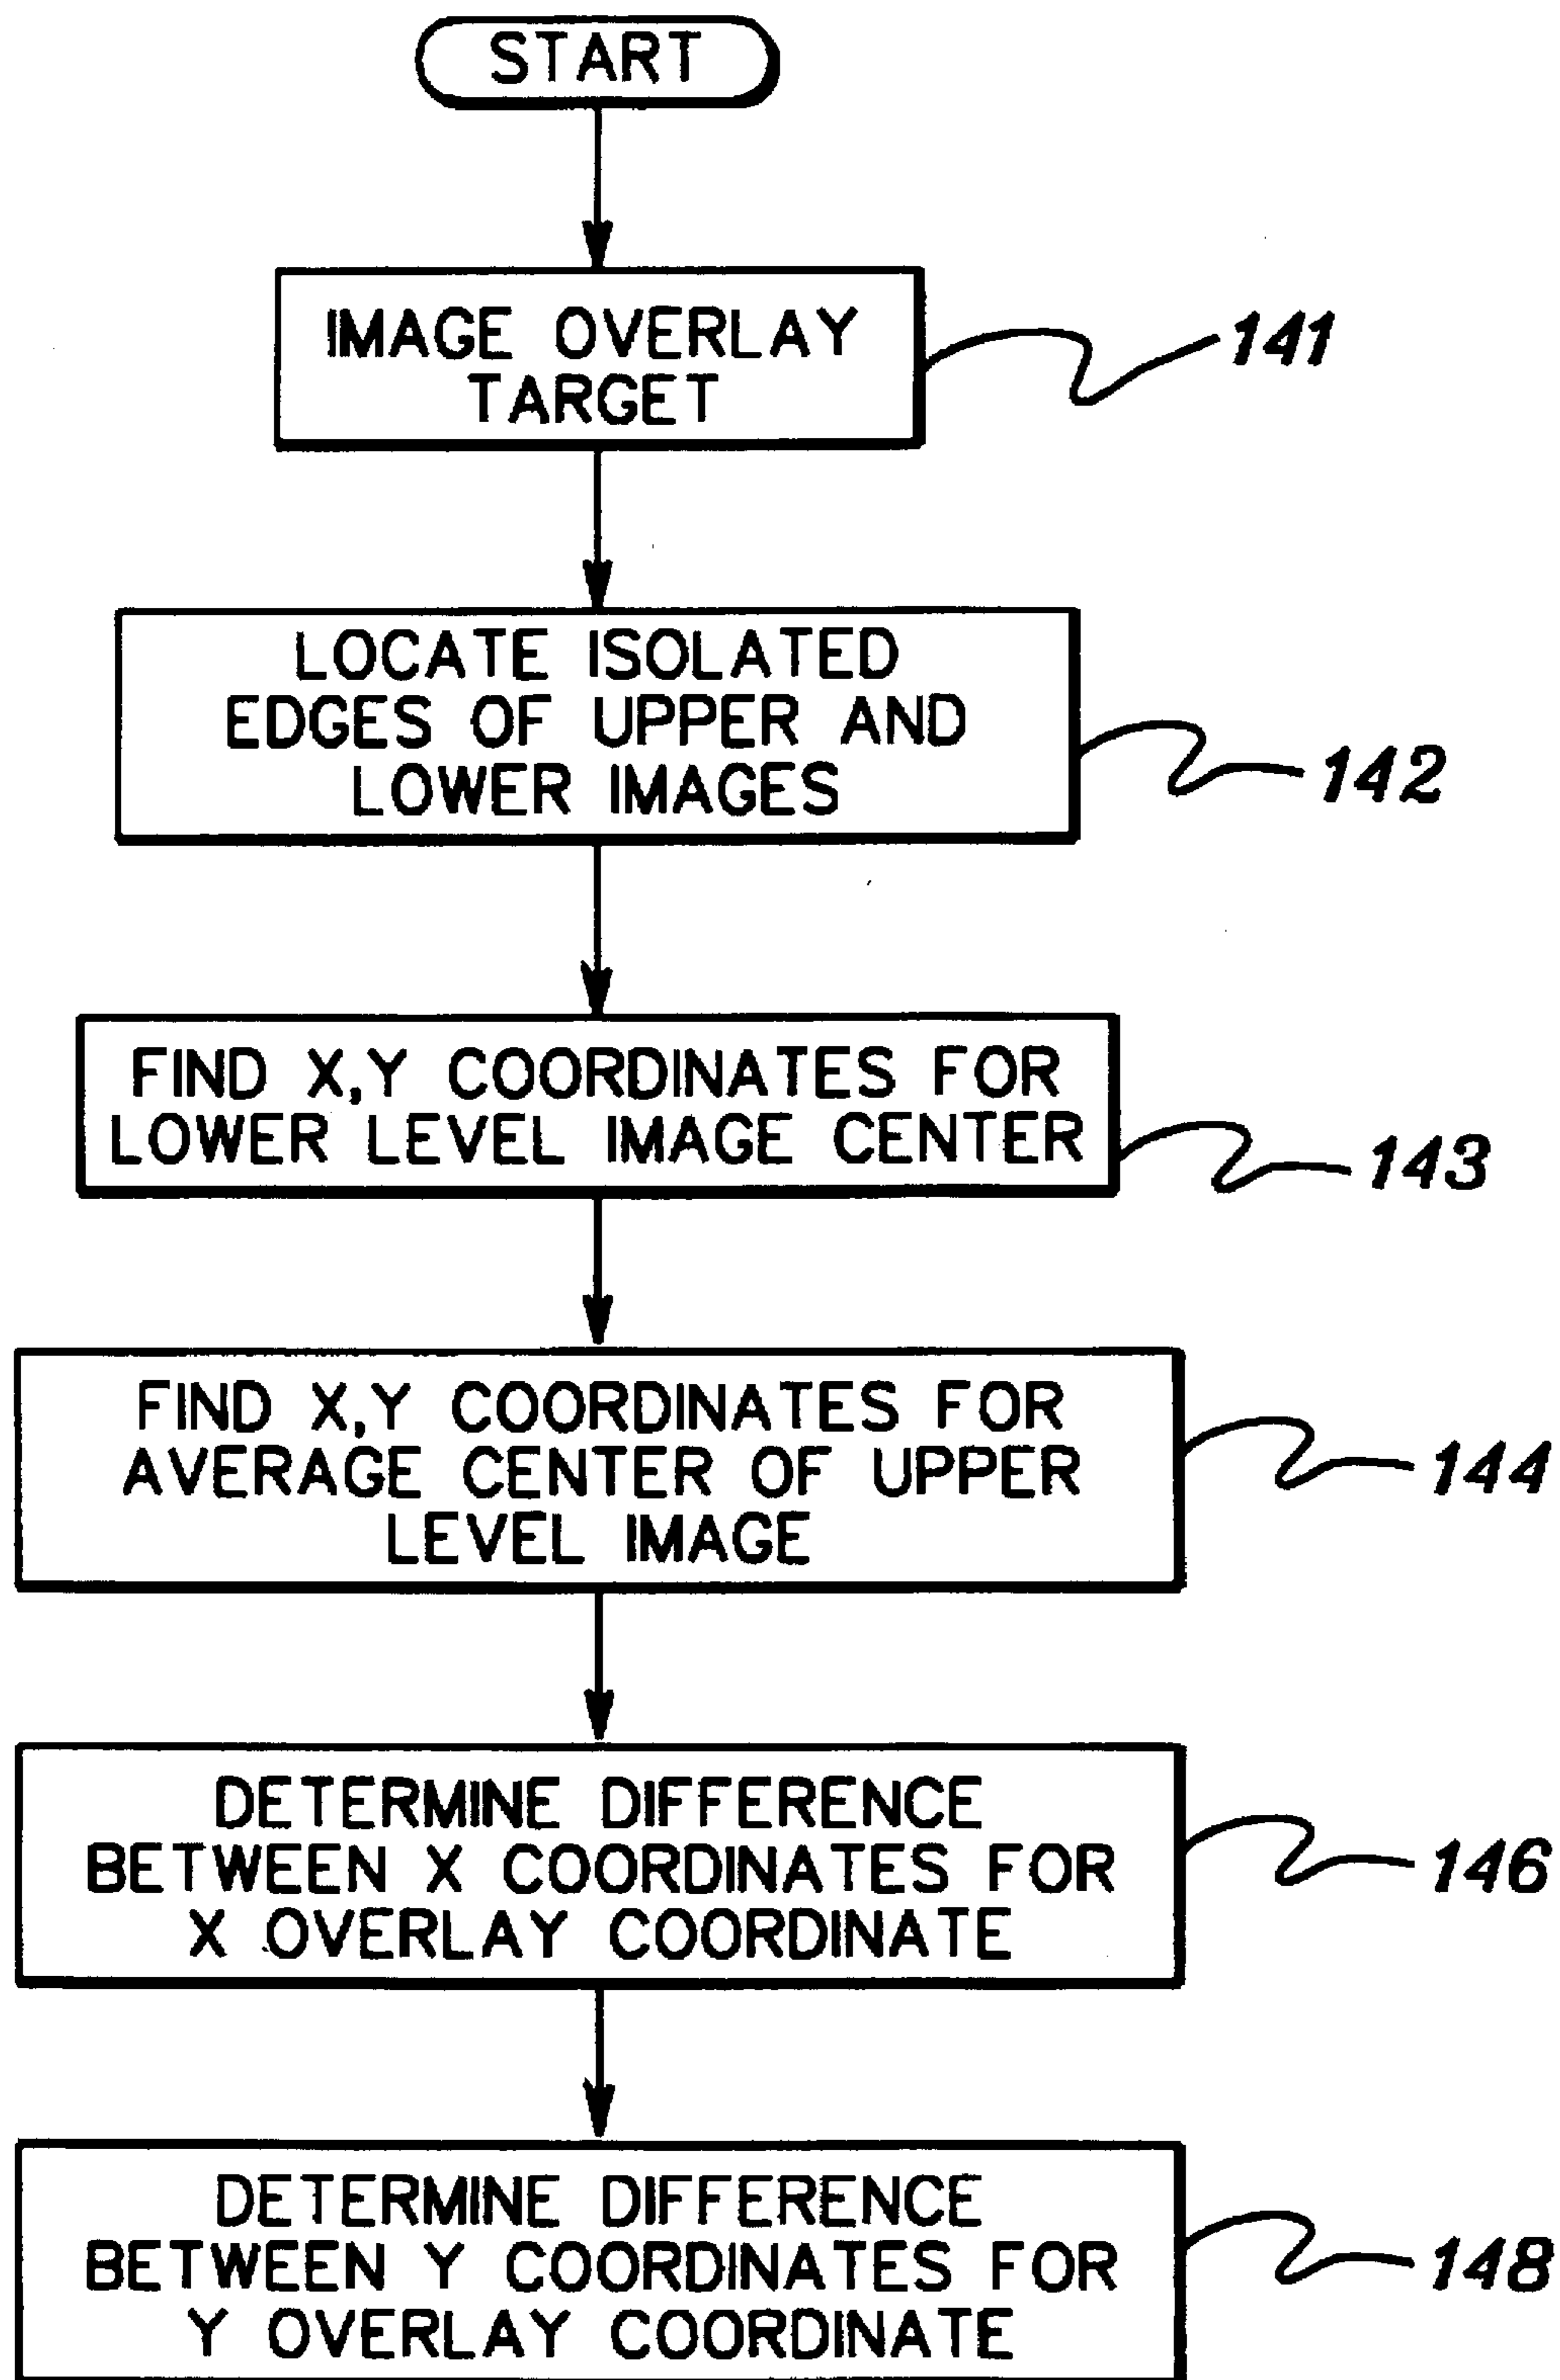 START
IMAGE OVERLAY
TARGET
141
LOCATE ISOLATED
EDGES OF UPPER AND
LOWER IMAGES
142
FIND X,Y COORDINATES FOR
LOWER LEVEL IMAGE CENTER
143
FIND X,Y COORDINATES FOR
AVERAGE CENTER OF UPPER
LEVEL IMAGE
144
DETERMINE DIFFERENCE
BETWEEN X COORDINATES FOR
X OVERLAY COORDINATE
146
DETERMINE DIFFERENCE
BETWEEN Y COORDINATES FOR
Y OVERLAY COORDINATE
148